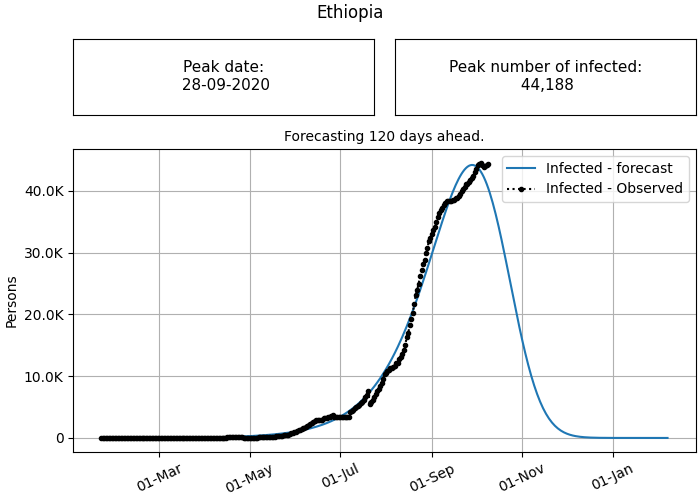 Ethiopia
Peak date:
28-09-2020
Peak number of infected:
44,188
Forecasting 120 days ahead.
Infected - forecast
Infected - Observed
Persons
40.0K
30.0K
20.0K
10.0K
0
01-Mar
01-May
01-Jul
01-Sep
01-Nov
01-Jan